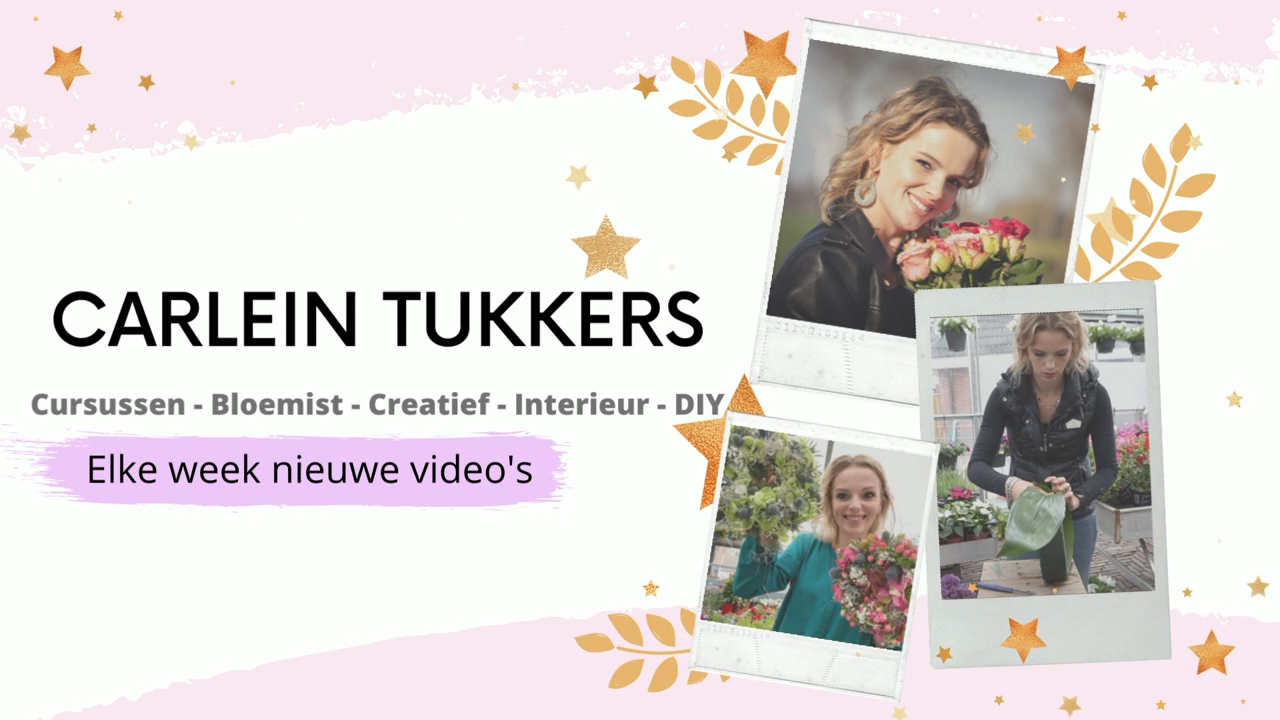 CARLEIN TUKKERS
Cursussen - Bloemist - Creatief - Interieur - DIY
Elke week nieuwe video's